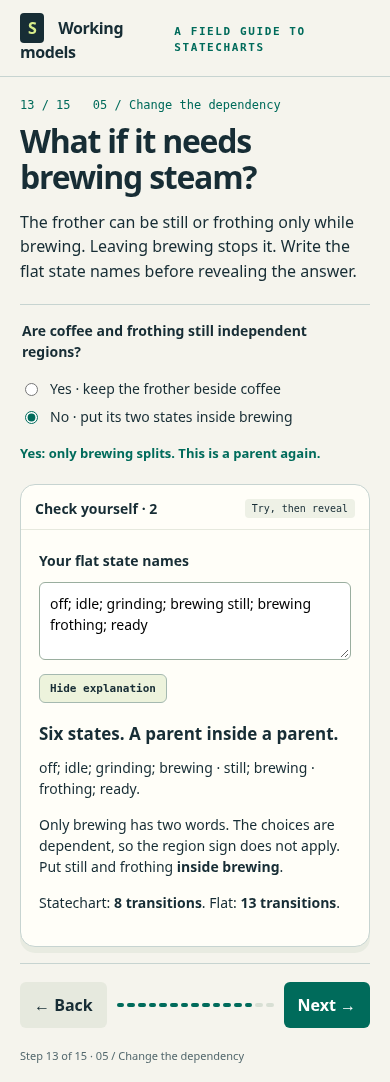 S Working models
A FIELD GUIDE TO STATECHARTS
13 / 15 05 / Change the dependency
What if it needs
brewing steam?
The frother can be still or frothing only while
brewing. Leaving brewing stops it. Write the
flat state names before revealing the answer.
Are coffee and frothing still independent
regions?
Yes · keep the frother beside coffee
No · put its two states inside brewing
Yes: only brewing splits. This is a parent again.
Check yourself · 2
Try, then reveal
Your flat state names
off; idle; grinding; brewing still; brewing
frothing; ready
Hide explanation
Six states. A parent inside a parent.
off; idle; grinding; brewing · still; brewing ·
frothing; ready.
Only brewing has two words. The choices are
dependent, so the region sign does not apply.
Put still and frothing inside brewing.
Statechart: 8 transitions. Flat: 13 transitions.
← Back
Next →
Step 13 of 15 · 05 / Change the dependency